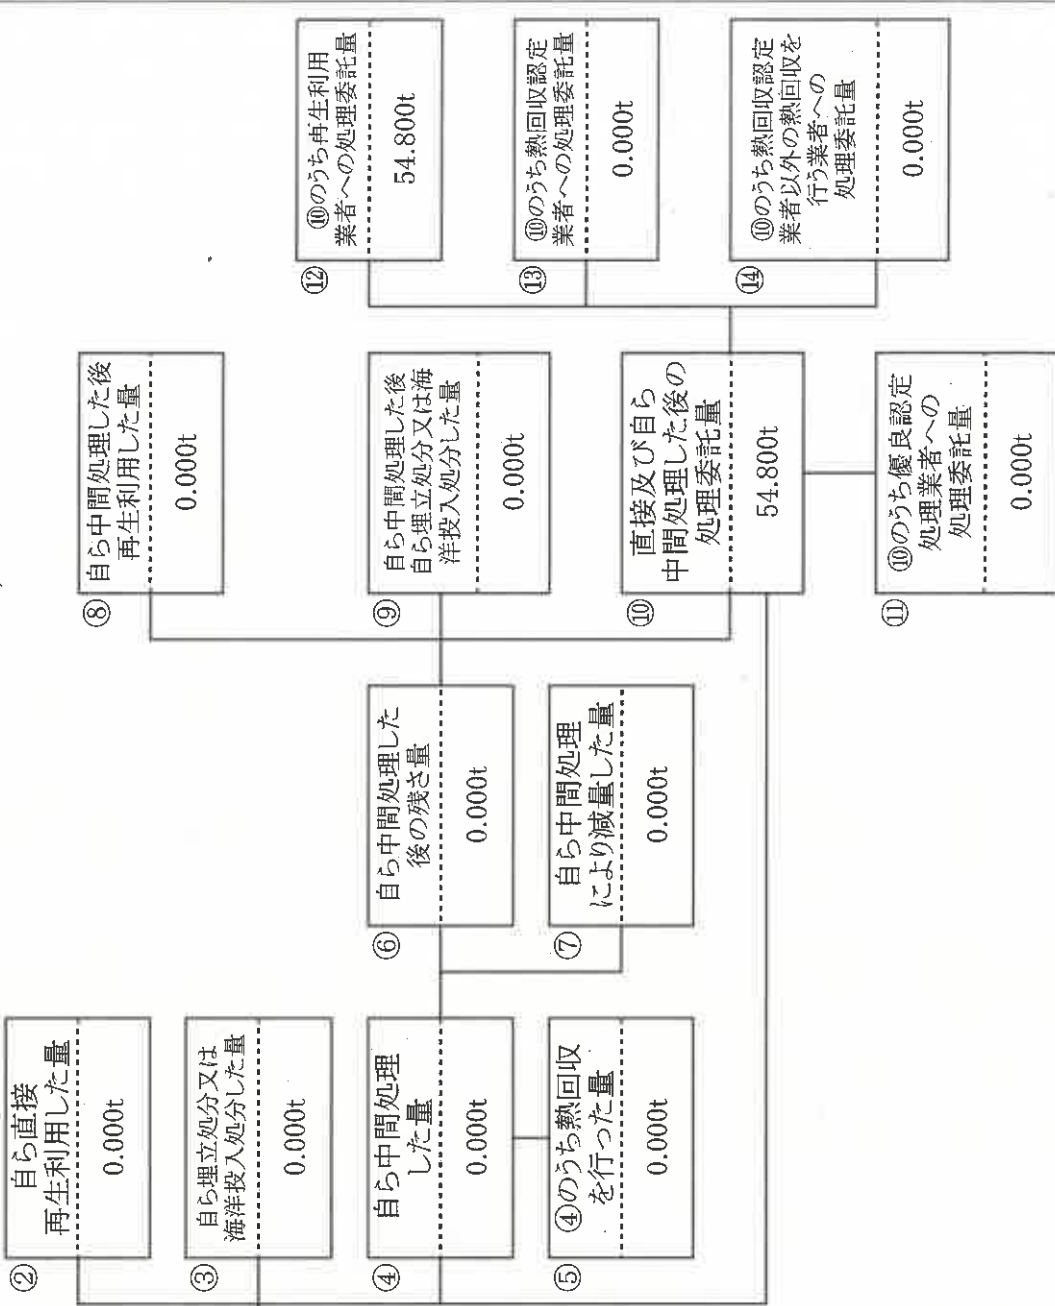 ②
自ら直接
再生利用した量
0.000t
③
自ら埋立処分又は
海洋投入処分した量
0.000t
④
自ら中間処理
した量
0.000t
⑤
④のうち熱回収
を行った量
0.000t
⑥
自ら中間処理した
後の残さ量
0.000t
⑦
自ら中間処理
により減量した量
0.000t
⑧
自ら中間処理した後
再生利用した量
0.000t
⑨
自ら中間処理した後
自ら埋立処分又は海
洋投入処分した量
0.000t
⑩
直接及び自ら
中間処理した後の
処理委託量
54.800t
⑪
⑩のうち優良認定
処理業者への
処理委託量
0.000t
⑫
⑩のうち再生利用
業者への処理委託量
54.800t
⑬
⑩のうち熱回収認定
業者への処理委託量
0.000t
⑭
⑩のうち熱回収認定
業者以外の熱回収を
行う業者への
処理委託量
0.000t